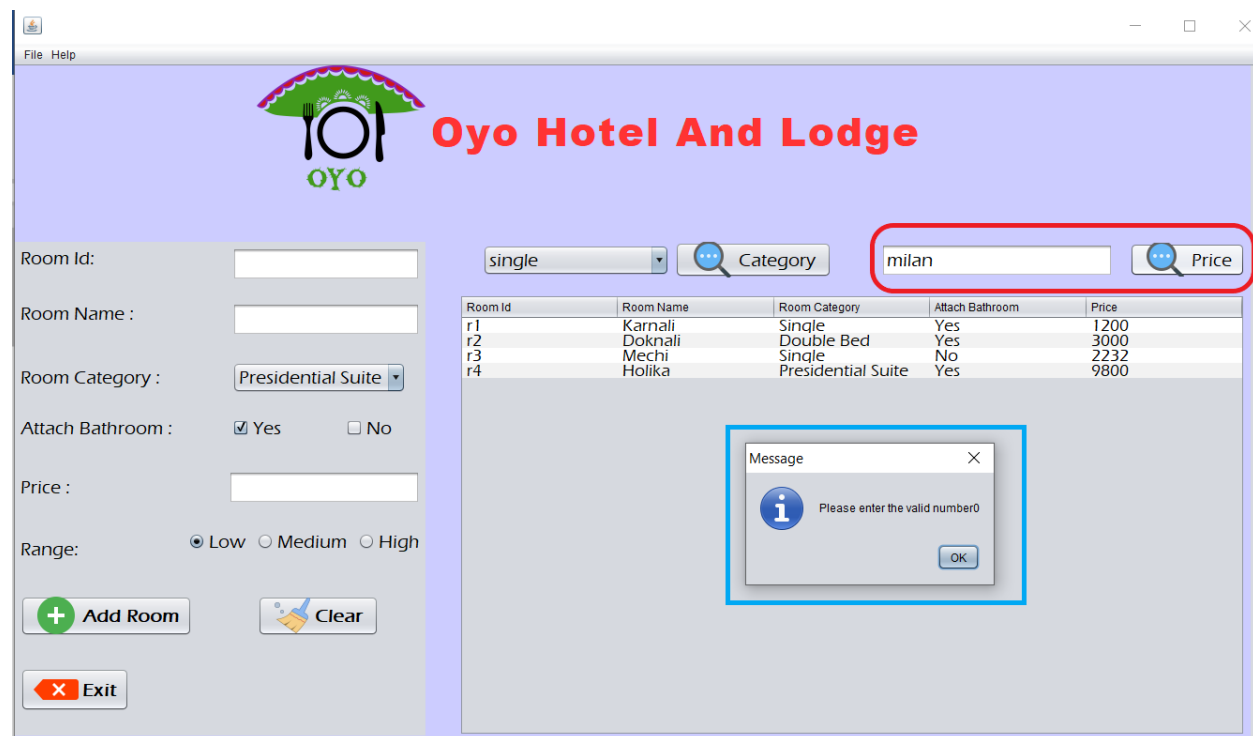 File Help
OYO
Oyo Hotel And Lodge
Room Id:
Room Name :
Room Category : Presidential Suite
Attach Bathroom : Yes No
Price :
Range: Low Medium High
Add Room Clear
Exit
single Category milan Price
Room Id Room Name Room Category Attach Bathroom Price
r1 Karnali Single Yes 1200
r2 Doknali Double Bed Yes 3000
r3 Mechi Single No 2232
r4 Holika Presidential Suite Yes 9800
Message
Please enter the valid number0
OK